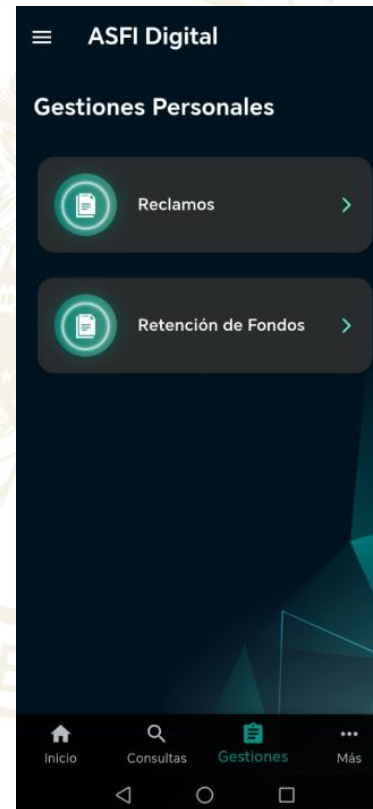 ASFI Digital
Gestiones Personales
Reclamos
Retención de Fondos
Inicio
Consultas
Gestiones
Más